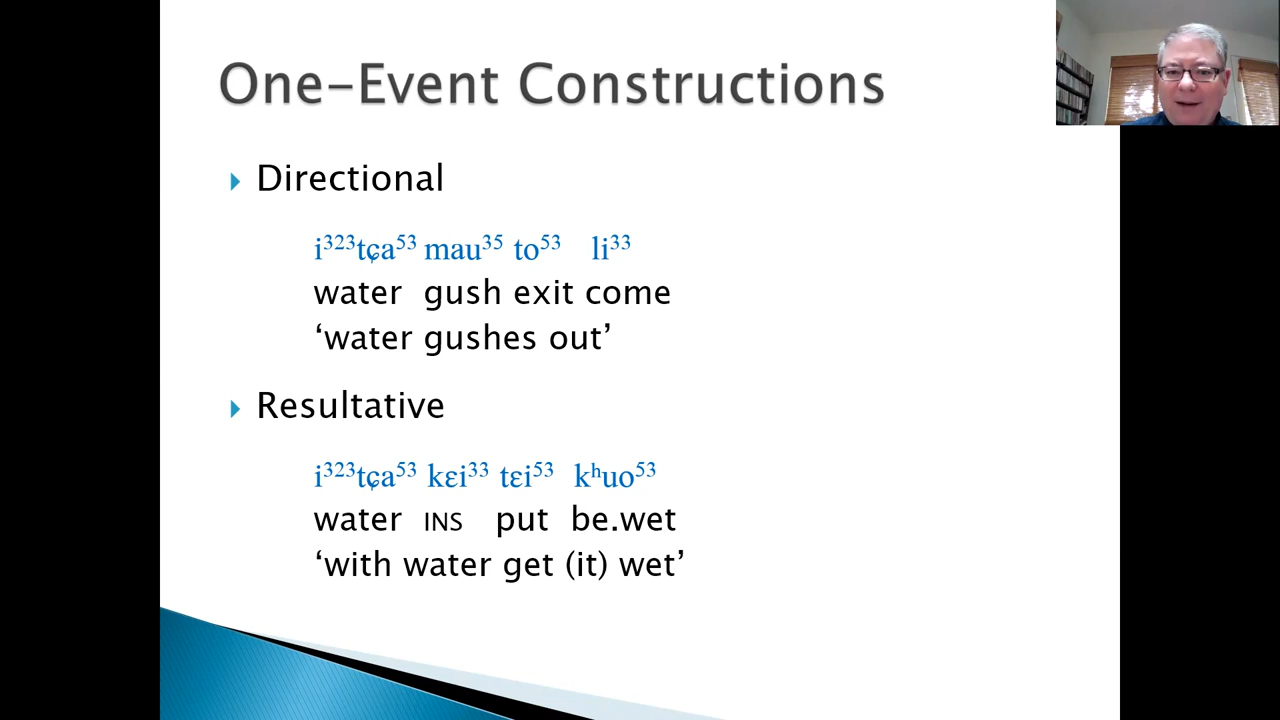 One-Event Constructions
Directional
i³²³tɕa⁵³ mau³⁵ to⁵³ li³³
water gush exit come
‘water gushes out’
Resultative
i³²³tɕa⁵³ kɛi³³ tɛi⁵³ kʰuo⁵³
water INS put be.wet
‘with water get (it) wet’